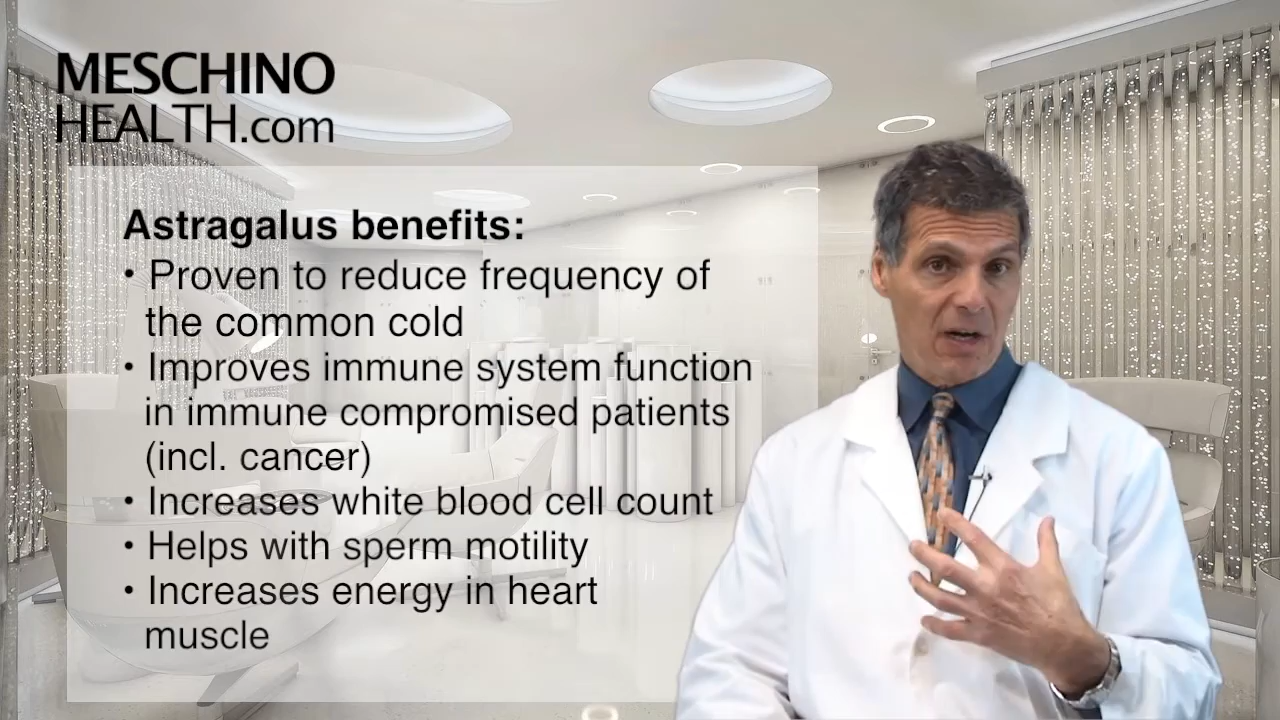 MESCHINO
HEALTH.com
Astragalus benefits:
• Proven to reduce frequency of
the common cold
• Improves immune system function
in immune compromised patients
(incl. cancer)
• Increases white blood cell count
• Helps with sperm motility
• Increases energy in heart
muscle